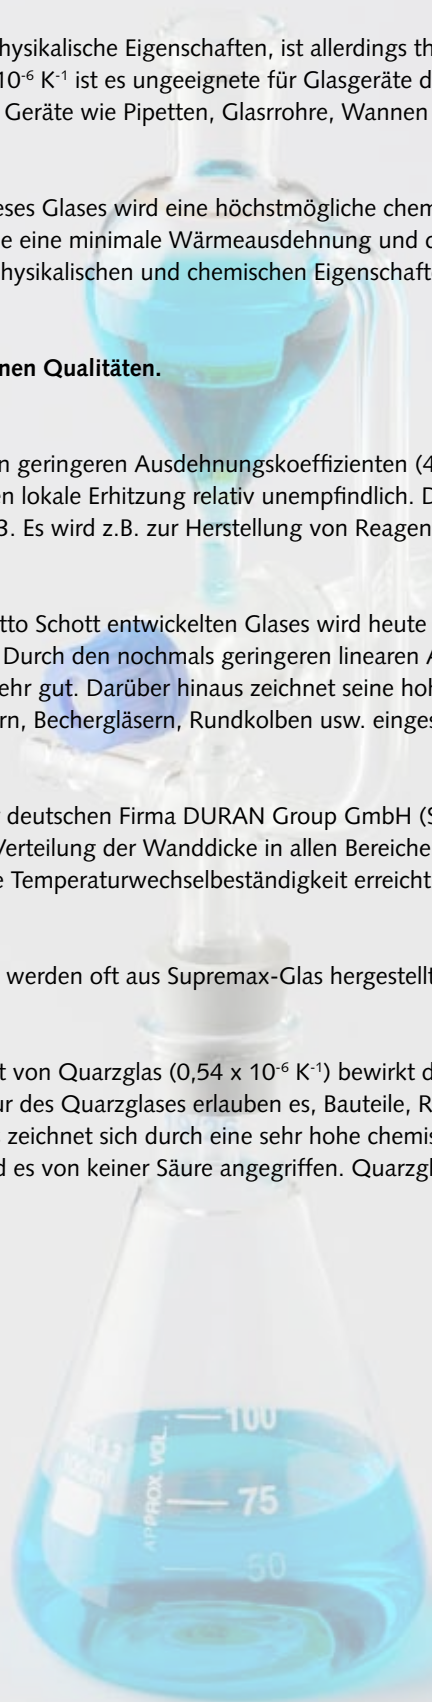 hysikalische Eigenschaften, ist allerdings th
10⁻⁶ K⁻¹ ist es ungeeignete für Glasgeräte d
Geräte wie Pipetten, Glasrrohre, Wannen
eses Glases wird eine höchstmögliche chem
e eine minimale Wärmeausdehnung und d
hysikalischen und chemischen Eigenschafte
nen Qualitäten.
n geringeren Ausdehnungskoeffizienten (4
en lokale Erhitzung relativ unempfindlich. D
3. Es wird z.B. zur Herstellung von Reagen
tto Schott entwickelten Glases wird heute
Durch den nochmals geringeren linearen A
ehr gut. Darüber hinaus zeichnet seine hoh
rn, Bechergläsern, Rundkolben usw. einges
deutschen Firma DURAN Group GmbH (S
Verteilung der Wanddicke in allen Bereiche
e Temperaturwechselbeständigkeit erreicht
werden oft aus Supremax-Glas hergestellt
t von Quarzglas (0,54 x 10⁻⁶ K⁻¹) bewirkt d
ur des Quarzglases erlauben es, Bauteile, R
zeichnet sich durch eine sehr hohe chemis
d es von keiner Säure angegriffen. Quarzgl
100
APPROX. VOL.
75
50